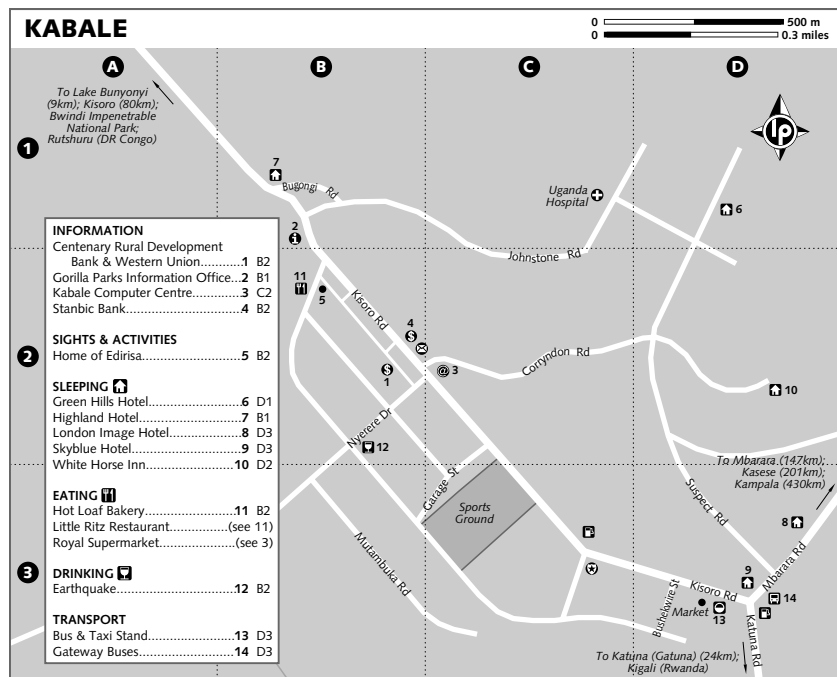 KABALE
0 500 m
0 0.3 miles
A B C D
1
2
3
To Lake Bunyonyi
(9km); Kisoro (80km);
Bwindi Impenetrable
National Park;
Rutshuru (DR Congo)
7
Bugongi Rd
2
Uganda
Hospital
6
Johnstone Rd
lp
INFORMATION
Centenary Rural Development
Bank & Western Union............1 B2
Gorilla Parks Information Office...2 B1
Kabale Computer Centre...............3 C2
Stanbic Bank.................................4 B2
SIGHTS & ACTIVITIES
Home of Edirisa............................5 B2
SLEEPING
Green Hills Hotel..........................6 D1
Highland Hotel.............................7 B1
London Image Hotel.....................8 D3
Skyblue Hotel...............................9 D3
White Horse Inn.........................10 D2
EATING
Hot Loaf Bakery.........................11 B2
Little Ritz Restaurant.............(see 11)
Royal Supermarket..................(see 3)
DRINKING
Earthquake.................................12 B2
TRANSPORT
Bus & Taxi Stand........................13 D3
Gateway Buses...........................14 D3
11
5
Kisoro Rd
4
$
$
1
@ 3
Corryndon Rd
10
Nyerere Dr
12
Garage St
Sports
Ground
Mutambuka Rd
To Mbarara (147km);
Kasese (201km);
Kampala (430km)
Suspect Rd
8
Mbarara Rd
9
Kisoro Rd
Bushekwire St
Market
13
14
Katuna Rd
To Katuna (Gatuna) (24km);
Kigali (Rwanda)